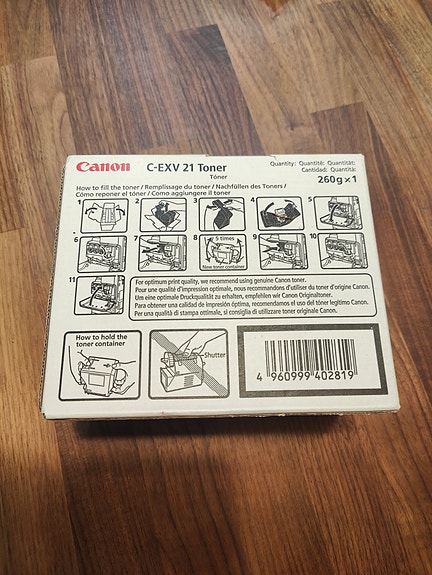 Canon C-EXV 21 Toner
Tóner
Quantity: Quantité: Quantität:
Cantidad: Quantità:
260g×1
How to fill the toner / Remplissage du toner / Nachfüllen des Toners /
Cómo reponer el tóner / Como aggiungere il toner
1 2 3 4 5
6 7 8 9 10
5 times
New toner container
11
For optimum print quality, we recommend using genuine Canon toner.
Pour une qualité d'impression optimale, nous recommandons d'utiliser du toner d'origine Canon.
Um eine optimale Druckqualität zu erhalten, empfehlen wir Canon Originaltoner.
Para obtener una calidad de impresión óptima, recomendamos el uso del tóner legítimo Canon.
Per una qualità di stampa ottimale, si consiglia di utilizzare toner originale Canon.
How to hold the
toner container
Shutter
4 960999 402819